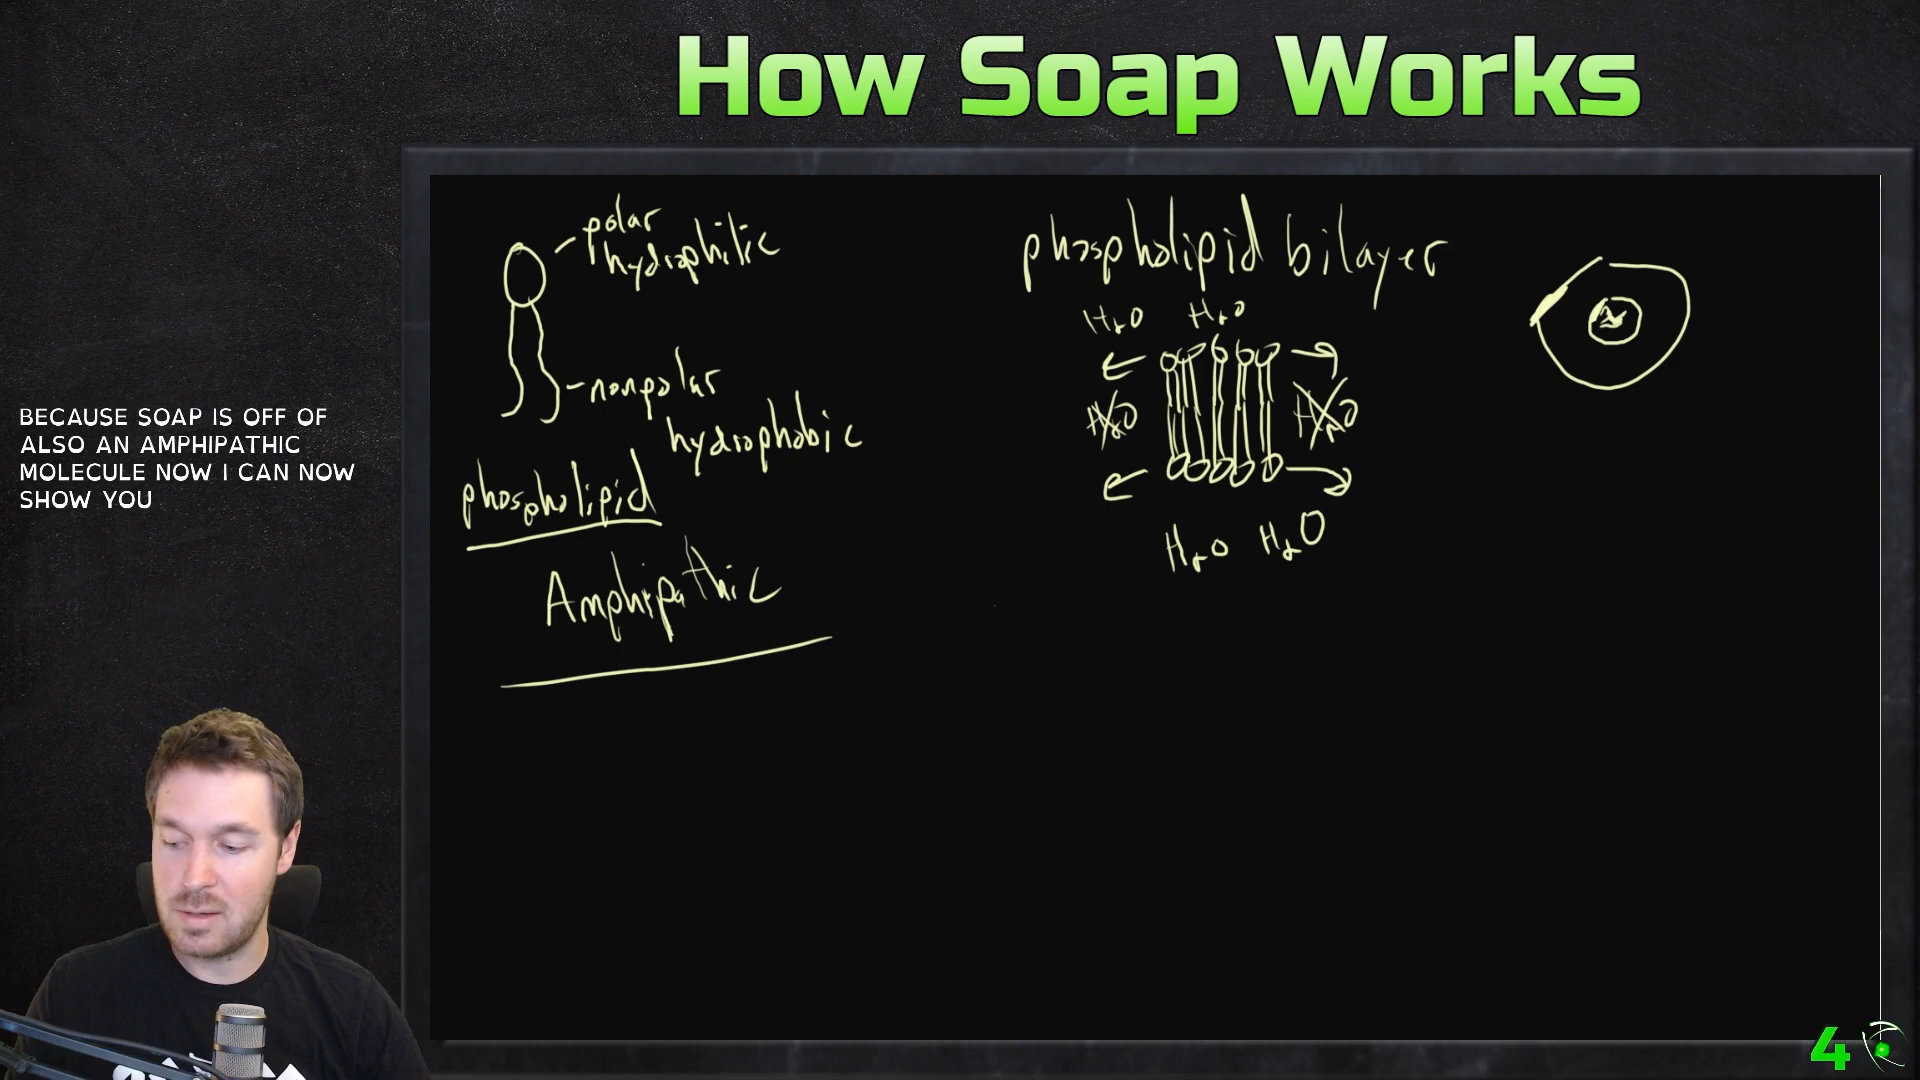 How Soap Works
polar
hydrophilic
nonpolar
hydrophobic
phospholipid
Amphipathic
phospholipid bilayer
H2O H2O
H2O H2O
H2O H2O
BECAUSE SOAP IS OFF OF
ALSO AN AMPHIPATHIC
MOLECULE NOW I CAN NOW
SHOW YOU
4